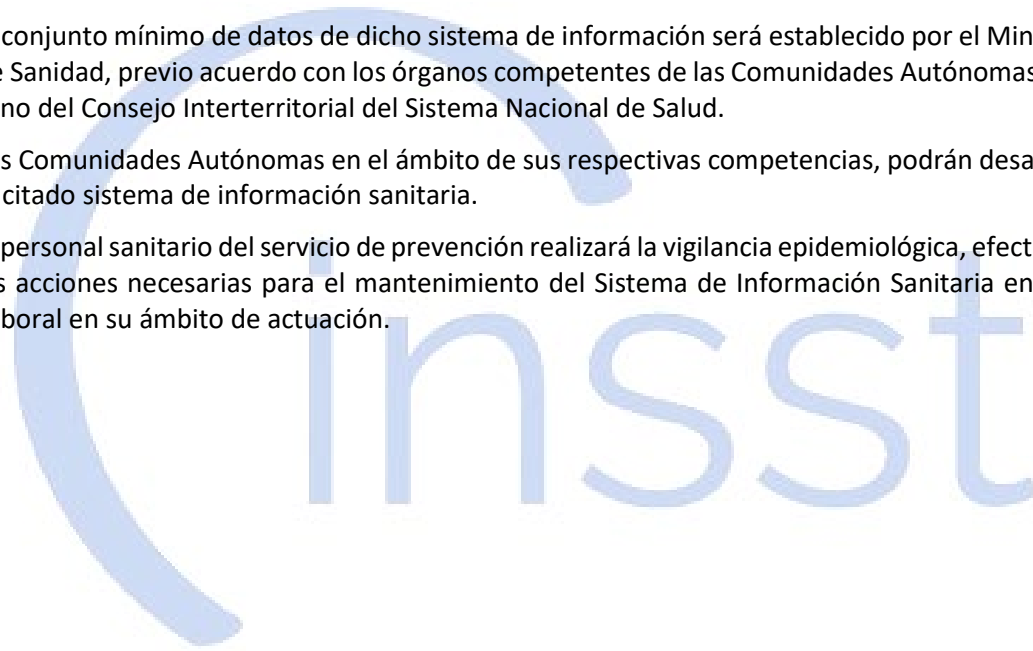 conjunto mínimo de datos de dicho sistema de información será establecido por el Min
e Sanidad, previo acuerdo con los órganos competentes de las Comunidades Autónomas
no del Consejo Interterritorial del Sistema Nacional de Salud.
s Comunidades Autónomas en el ámbito de sus respectivas competencias, podrán desa
citado sistema de información sanitaria.
personal sanitario del servicio de prevención realizará la vigilancia epidemiológica, efect
s acciones necesarias para el mantenimiento del Sistema de Información Sanitaria en
boral en su ámbito de actuación.
insst